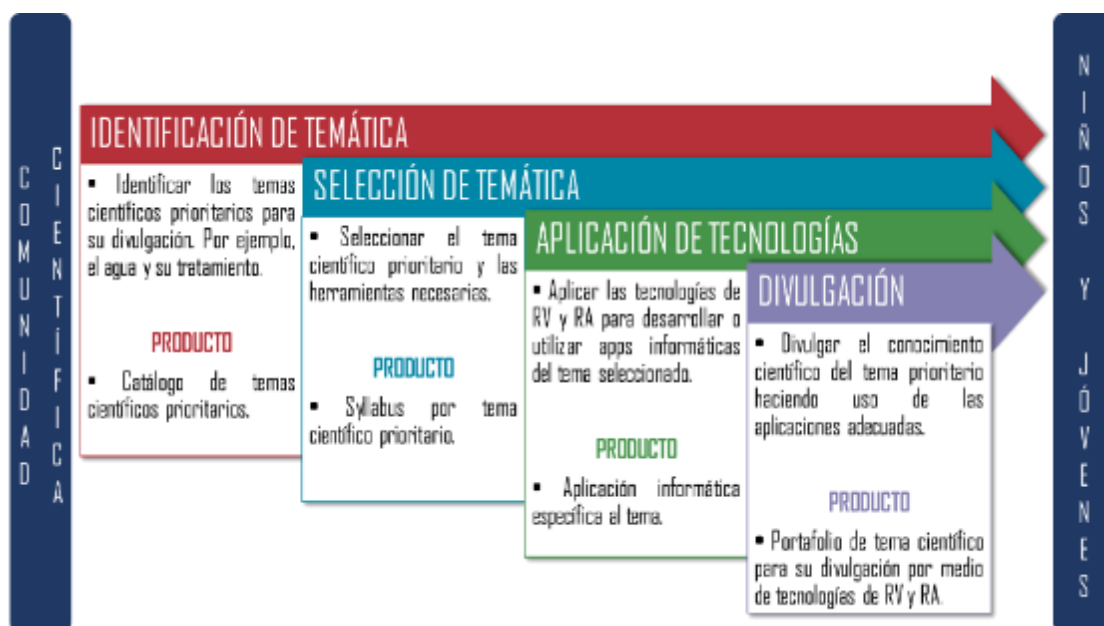 COMUNIDAD
CIENTÍFICA
IDENTIFICACIÓN DE TEMÁTICA
▪ Identificar los temas
científicos prioritarios para
su divulgación. Por ejemplo,
el agua y su tratamiento.
PRODUCTO
▪ Catálogo de temas
científicos prioritarios.
SELECCIÓN DE TEMÁTICA
▪ Seleccionar el tema
científico prioritario y las
herramientas necesarias.
PRODUCTO
▪ Syllabus por tema
científico prioritario.
APLICACIÓN DE TECNOLOGÍAS
▪ Aplicar las tecnologías de
RV y RA para desarrollar o
utilizar apps informáticas
del tema seleccionado.
PRODUCTO
▪ Aplicación informática
específica al tema.
DIVULGACIÓN
▪ Divulgar el conocimiento
científico del tema prioritario
haciendo uso de las
aplicaciones adecuadas.
PRODUCTO
▪ Portafolio de tema científico
para su divulgación por medio
de tecnologías de RV y RA.
NIÑOS Y JÓVENES